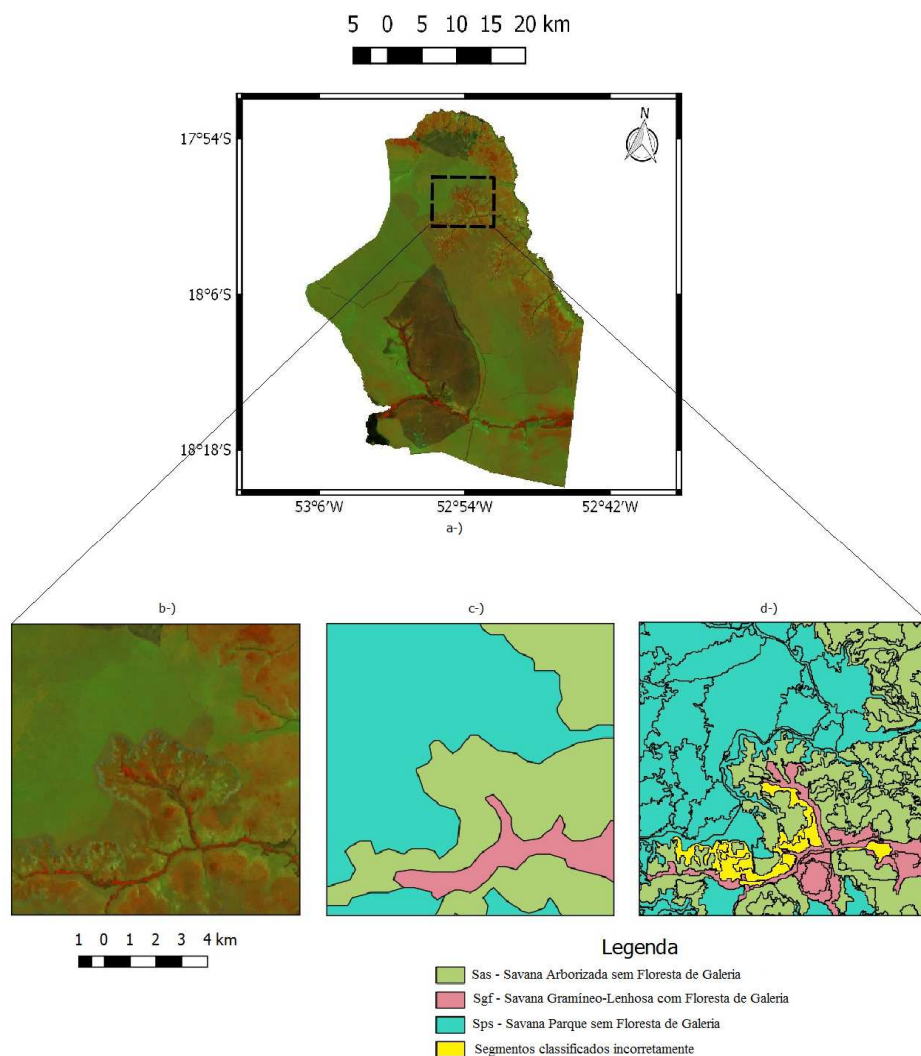 5 0 5 10 15 20 km
N
17°54'S
18°6'S
18°18'S
53°6'W 52°54'W 52°42'W
a-)
b-) c-) d-)
1 0 1 2 3 4 km
Legenda
Sas - Savana Arborizada sem Floresta de Galeria
Sgf - Savana Gramíneo-Lenhosa com Floresta de Galeria
Sps - Savana Parque sem Floresta de Galeria
Segmentos classificados incorretamente